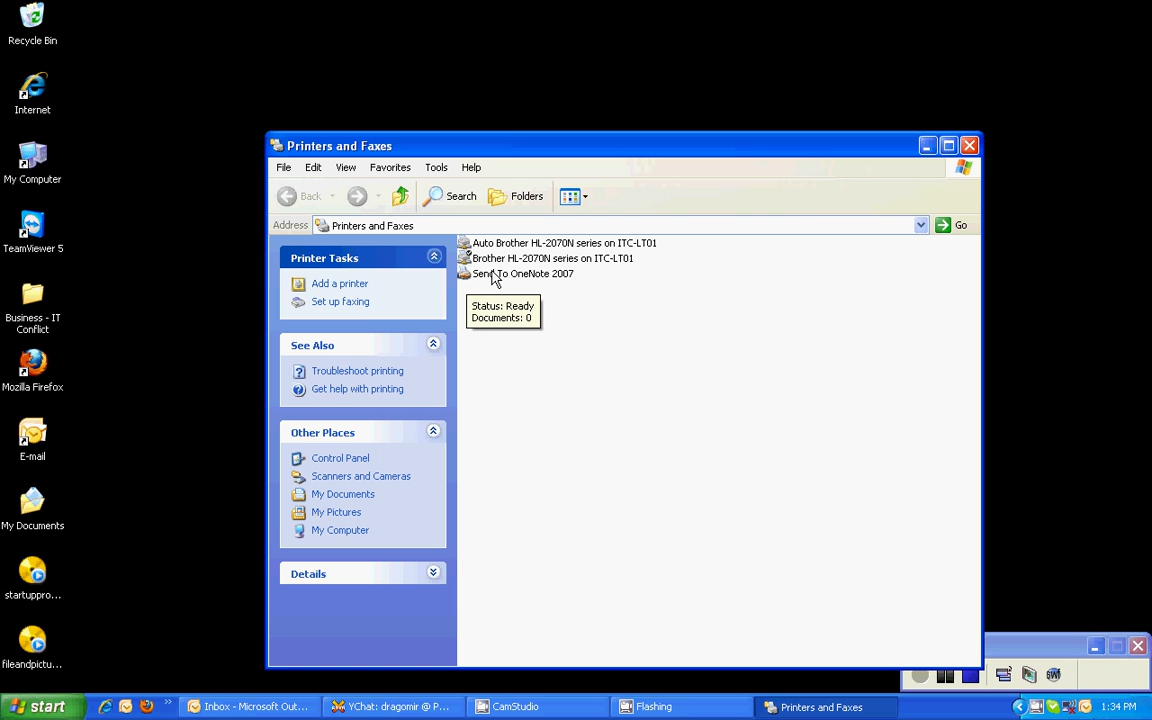 Recycle Bin
Internet
My Computer
TeamViewer 5
Business - IT
Conflict
Mozilla Firefox
E-mail
My Documents
startuppro...
fileandpictu...
Printers and Faxes
File Edit View Favorites Tools Help
Back Search Folders
Address Printers and Faxes Go
Printer Tasks
Add a printer
Set up faxing
See Also
Troubleshoot printing
Get help with printing
Other Places
Control Panel
Scanners and Cameras
My Documents
My Pictures
My Computer
Details
Auto Brother HL-2070N series on ITC-LT01
Brother HL-2070N series on ITC-LT01
Send To OneNote 2007
Status: Ready
Documents: 0
start
Inbox - Microsoft Out...
YChat: dragomir @ P...
CamStudio
Flashing
Printers and Faxes
1:34 PM